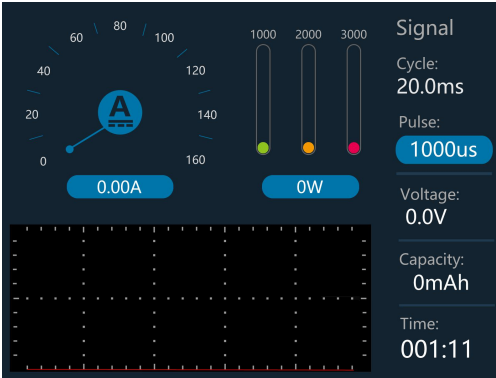 80
60 100
40 120
20 140
0 160
A
0.00A
1000 2000 3000
0W
Signal
Cycle:
20.0ms
Pulse:
1000us
Voltage:
0.0V
Capacity:
0mAh
Time:
001:11